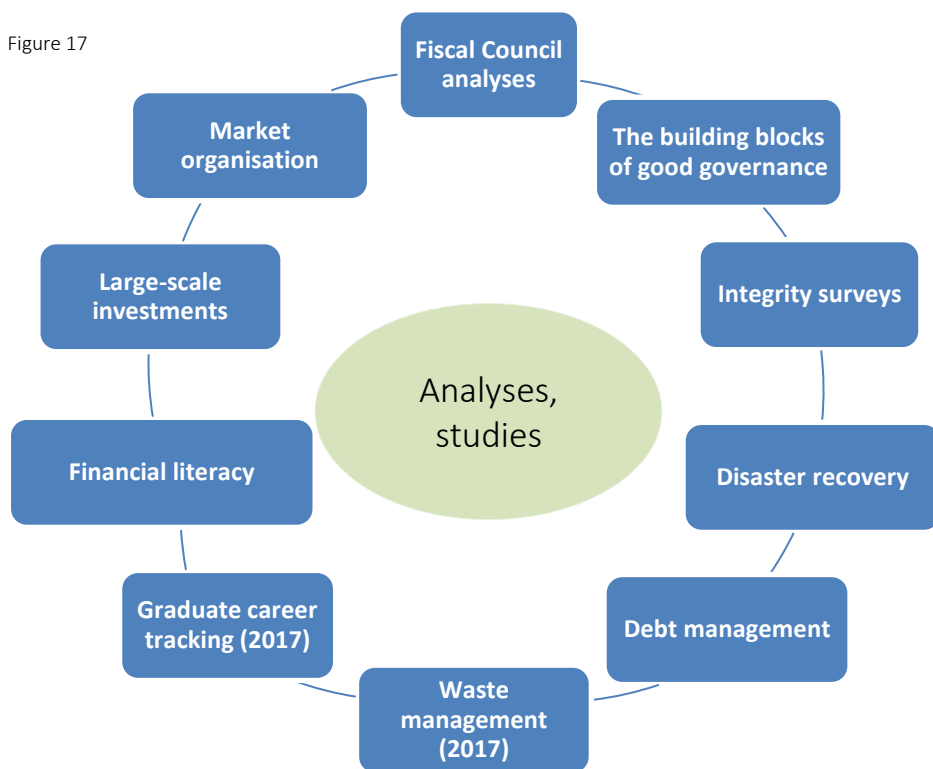 Figure 17
Fiscal Council
analyses
The building blocks
of good governance
Integrity surveys
Disaster recovery
Debt management
Waste
management
(2017)
Graduate career
tracking (2017)
Financial literacy
Large-scale
investments
Market
organisation
Analyses,
studies